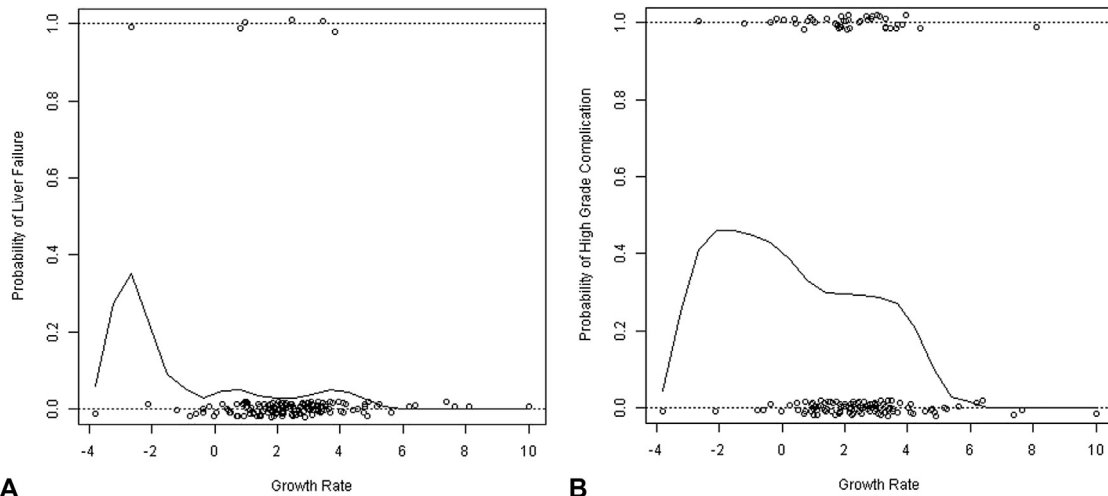 Probability of Liver Failure
1.0
0.8
0.6
0.4
0.2
0.0
-4 -2 0 2 4 6 8 10
Growth Rate
A
Probability of High Grade Complication
1.0
0.8
0.6
0.4
0.2
0.0
-4 -2 0 2 4 6 8 10
Growth Rate
B